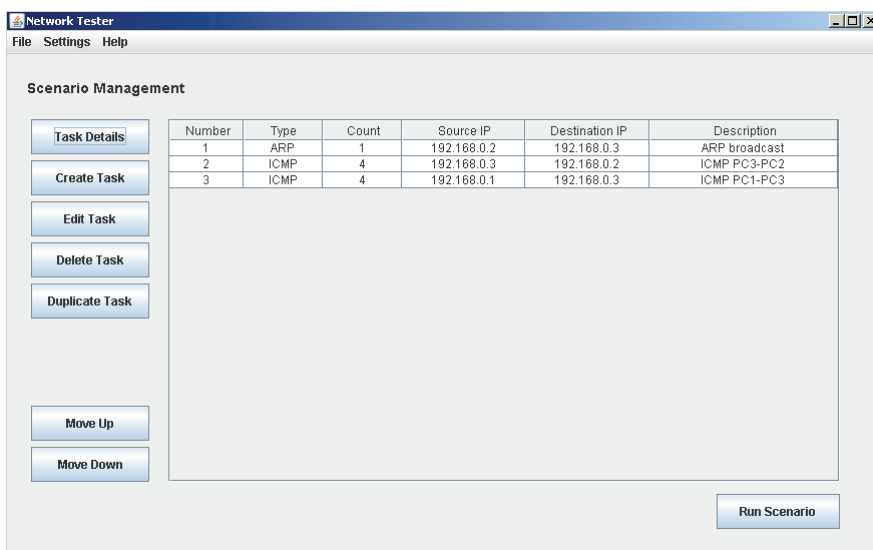 Network Tester
File Settings Help
Scenario Management
Task Details
Create Task
Edit Task
Delete Task
Duplicate Task
Move Up
Move Down
Number Type Count Source IP Destination IP Description
1 ARP 1 192.168.0.2 192.168.0.3 ARP broadcast
2 ICMP 4 192.168.0.3 192.168.0.2 ICMP PC3-PC2
3 ICMP 4 192.168.0.1 192.168.0.3 ICMP PC1-PC3
Run Scenario